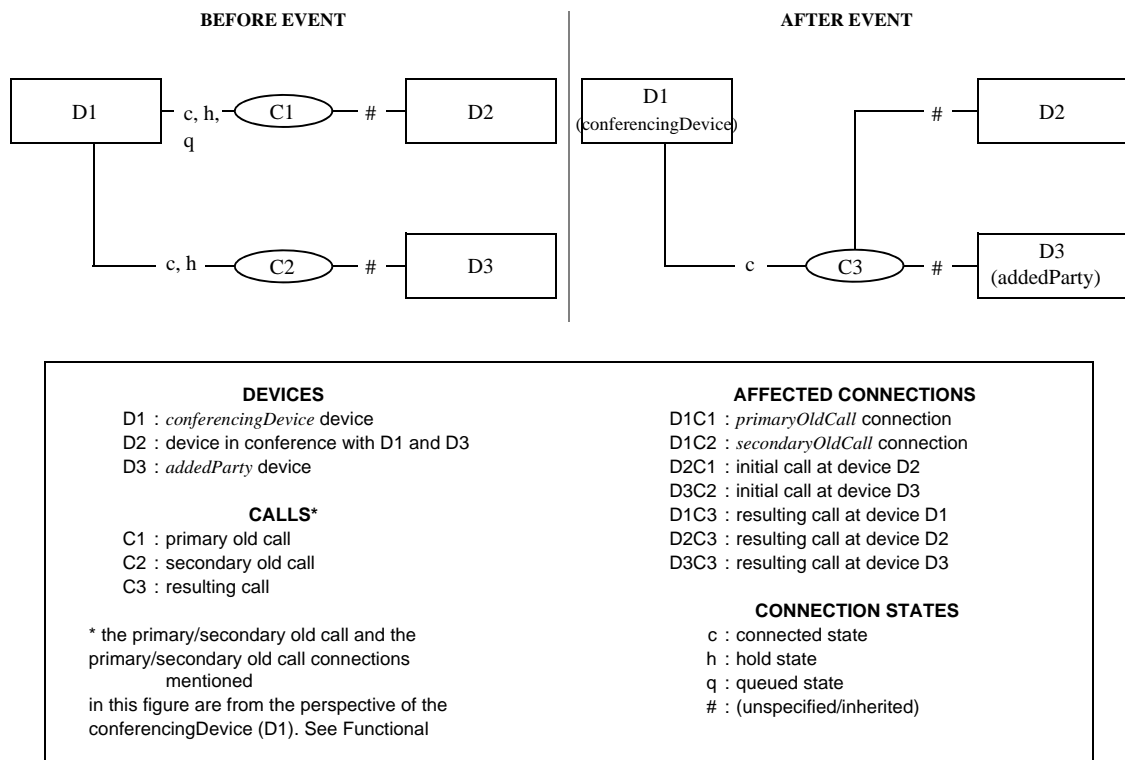 BEFORE EVENT
AFTER EVENT
D1
c, h,
q
C1
#
D2
c, h
C2
#
D3
D1
(conferencingDevice)
#
D2
c
C3
#
D3
(addedParty)
DEVICES
D1 : conferencingDevice device
D2 : device in conference with D1 and D3
D3 : addedParty device
CALLS*
C1 : primary old call
C2 : secondary old call
C3 : resulting call
* the primary/secondary old call and the
primary/secondary old call connections
mentioned
in this figure are from the perspective of the
conferencingDevice (D1). See Functional
AFFECTED CONNECTIONS
D1C1 : primaryOldCall connection
D1C2 : secondaryOldCall connection
D2C1 : initial call at device D2
D3C2 : initial call at device D3
D1C3 : resulting call at device D1
D2C3 : resulting call at device D2
D3C3 : resulting call at device D3
CONNECTION STATES
c : connected state
h : hold state
q : queued state
# : (unspecified/inherited)